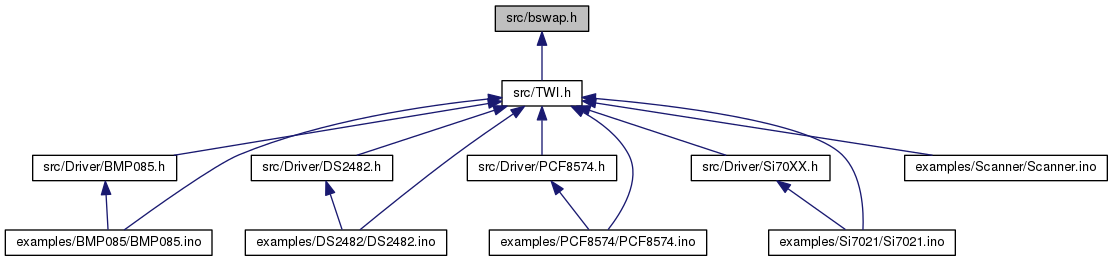 src/bswap.h
src/TWI.h
src/Driver/BMP085.h
src/Driver/DS2482.h
src/Driver/PCF8574.h
src/Driver/Si70XX.h
examples/Scanner/Scanner.ino
examples/BMP085/BMP085.ino
examples/DS2482/DS2482.ino
examples/PCF8574/PCF8574.ino
examples/Si7021/Si7021.ino